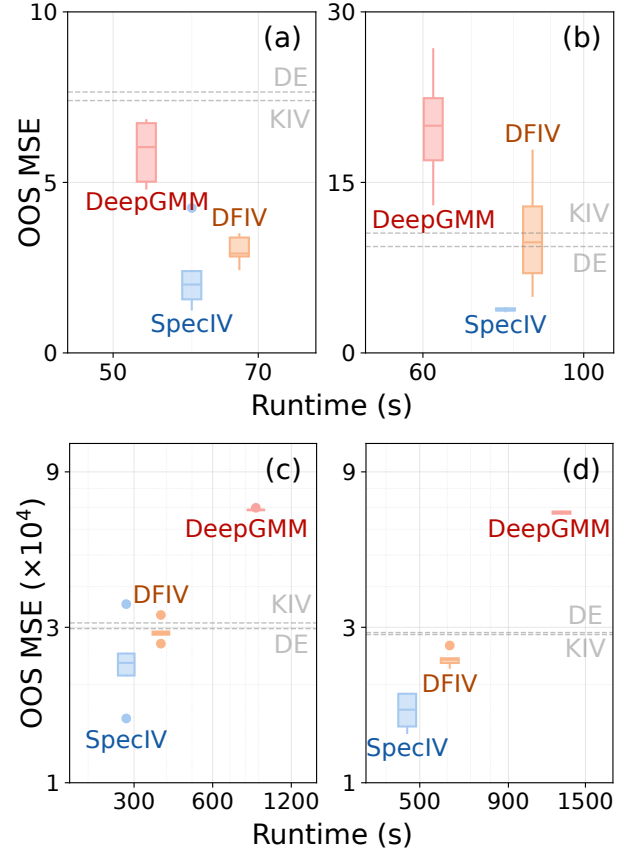 10
(a)
DE
KIV
5
DeepGMM
DFIV
SpecIV
0
50
70
OOS MSE
Runtime (s)
30
(b)
DFIV
15
DeepGMM
KIV
DE
SpecIV
0
60
100
Runtime (s)
9
(c)
DeepGMM
DFIV
KIV
3
DE
SpecIV
1
300
600
1200
OOS MSE (×10⁴)
Runtime (s)
9
(d)
DeepGMM
DE
3
KIV
DFIV
SpecIV
1
500
900
1500
Runtime (s)